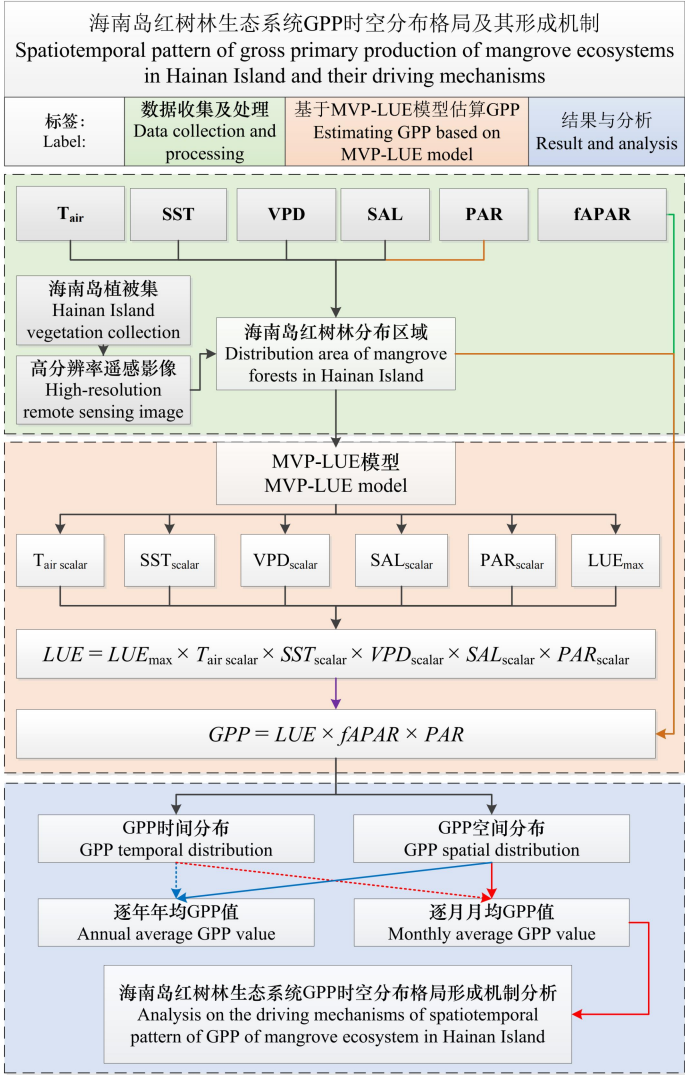 海南岛红树林生态系统GPP时空分布格局及其形成机制
Spatiotemporal pattern of gross primary production of mangrove ecosystems
in Hainan Island and their driving mechanisms
标签:
Label:
数据收集及处理
Data collection and
processing
基于MVP-LUE模型估算GPP
Estimating GPP based on
MVP-LUE model
结果与分析
Result and analysis
Tair
SST
VPD
SAL
PAR
fAPAR
海南岛植被集
Hainan Island
vegetation collection
高分辨率遥感影像
High-resolution
remote sensing image
海南岛红树林分布区域
Distribution area of mangrove
forests in Hainan Island
MVP-LUE模型
MVP-LUE model
Tair scalar
SSTscalar
VPDscalar
SALscalar
PARscalar
LUEmax
LUE = LUEmax × Tair scalar × SSTscalar × VPDscalar × SALscalar × PARscalar
GPP = LUE × fAPAR × PAR
GPP时间分布
GPP temporal distribution
GPP空间分布
GPP spatial distribution
逐年年均GPP值
Annual average GPP value
逐月月均GPP值
Monthly average GPP value
海南岛红树林生态系统GPP时空分布格局形成机制分析
Analysis on the driving mechanisms of spatiotemporal
pattern of GPP of mangrove ecosystem in Hainan Island